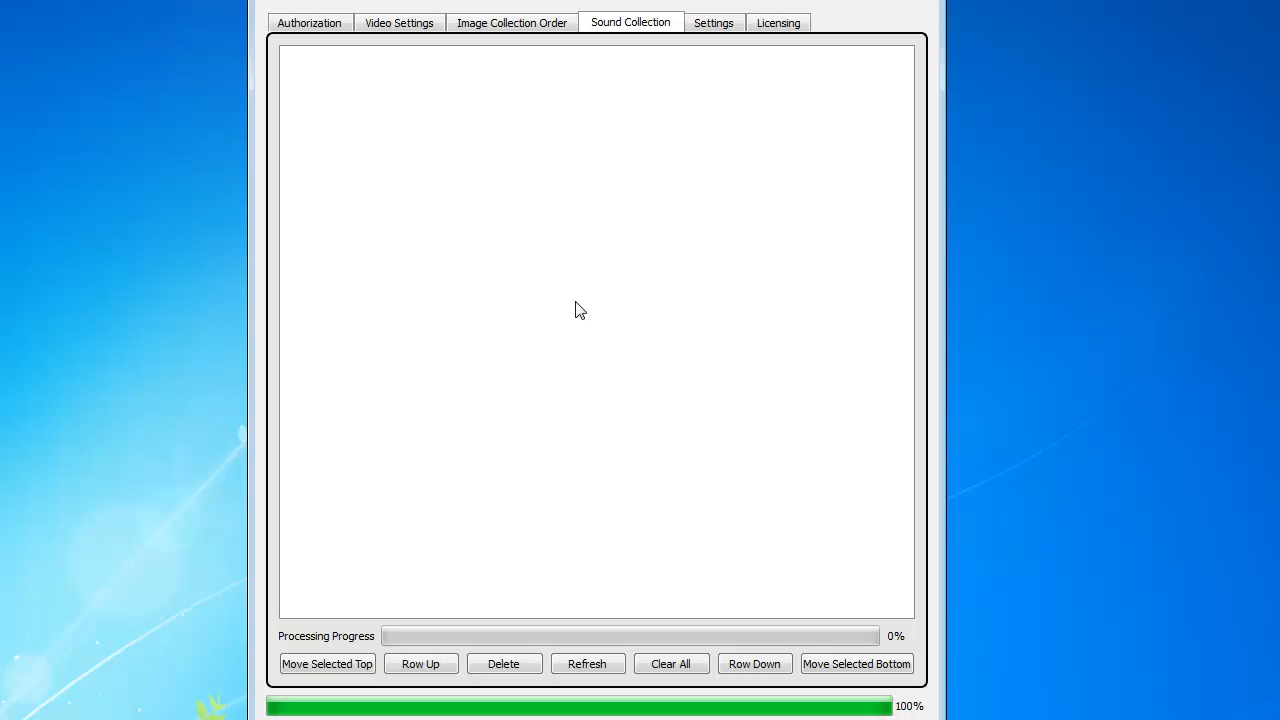 Authorization Video Settings Image Collection Order Sound Collection Settings Licensing
Processing Progress 0%
Move Selected Top Row Up Delete Refresh Clear All Row Down Move Selected Bottom
100%